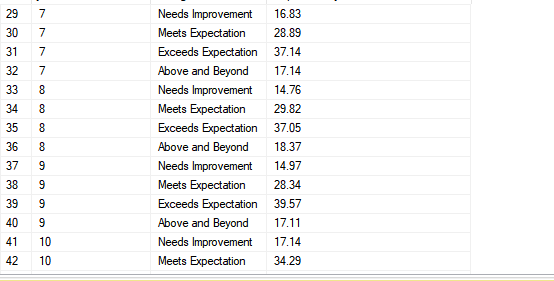 29 7 Needs Improvement 16.83
30 7 Meets Expectation 28.89
31 7 Exceeds Expectation 37.14
32 7 Above and Beyond 17.14
33 8 Needs Improvement 14.76
34 8 Meets Expectation 29.82
35 8 Exceeds Expectation 37.05
36 8 Above and Beyond 18.37
37 9 Needs Improvement 14.97
38 9 Meets Expectation 28.34
39 9 Exceeds Expectation 39.57
40 9 Above and Beyond 17.11
41 10 Needs Improvement 17.14
42 10 Meets Expectation 34.29